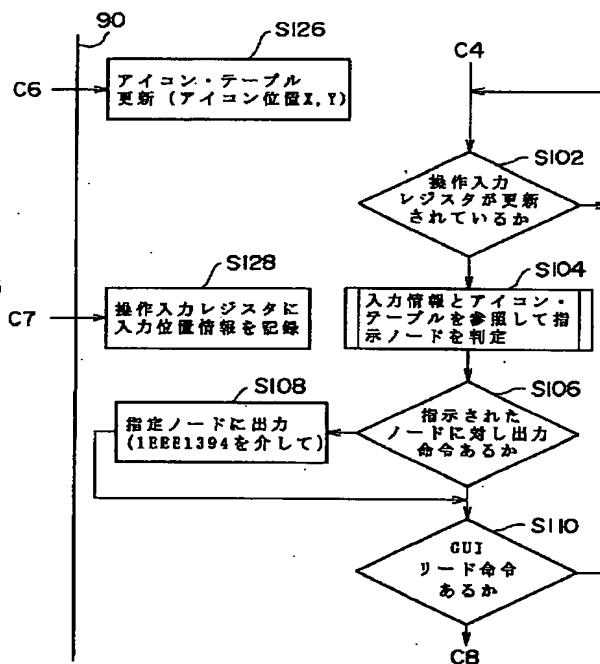 90
S126
C6
アイコン・テーブル
更新 (アイコン位置X,Y)
C4
S102
操作入力
レジスタが更新
されているか
S128
C7
操作入力レジスタに
入力位置情報を記録
S104
入力情報とアイコン・
テーブルを参照して指
示ノードを判定
S108
指定ノードに出力
(IEEE1394を介して)
S106
指示された
ノードに対し出力
命令あるか
S110
GUI
リード命令
あるか
C8